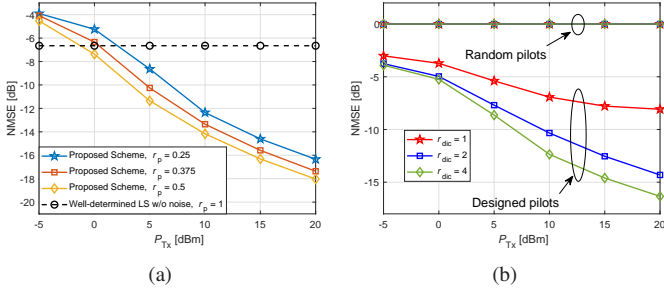 -4
-6
-8
-10
-12
-14
-16
-18
-20
NMSE [dB]
Proposed Scheme, r_p = 0.25
Proposed Scheme, r_p = 0.375
Proposed Scheme, r_p = 0.5
Well-determined LS w/o noise, r_p = 1
-5 0 5 10 15 20
P_Tx [dBm]
(a)
0
-5
-10
-15
NMSE [dB]
Random pilots
r_dic = 1
r_dic = 2
r_dic = 4
Designed pilots
-5 0 5 10 15 20
P_Tx [dBm]
(b)